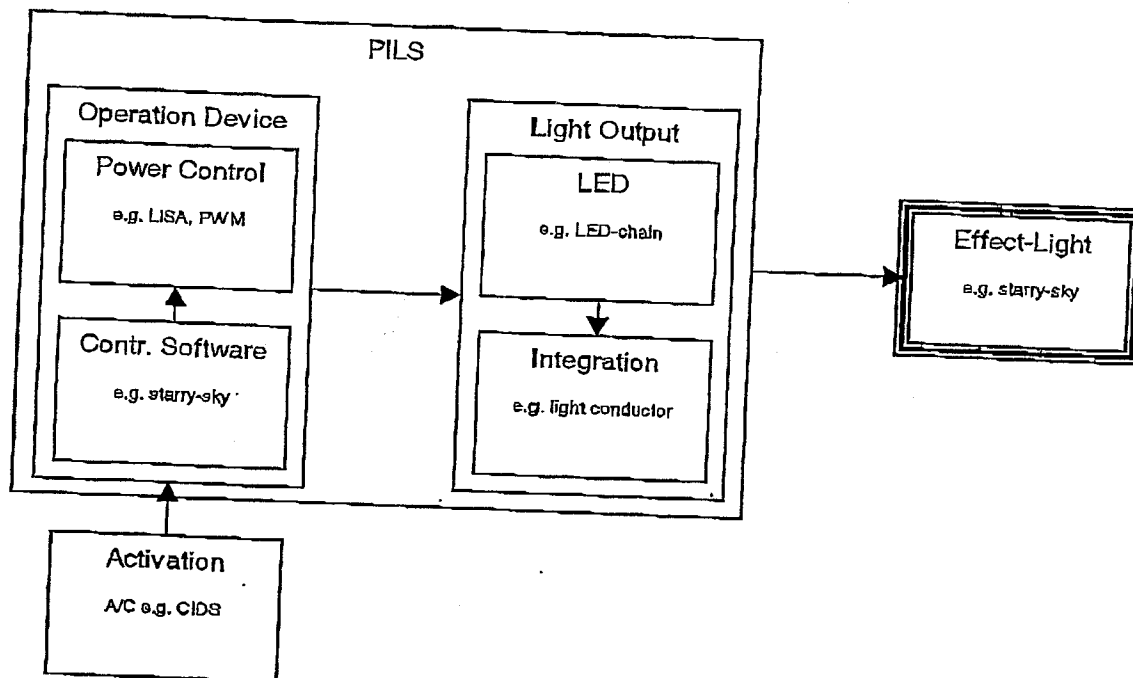 PILS
Operation Device
Power Control
e.g. LISA, PWM
Contr. Software
e.g. starry-sky
Light Output
LED
e.g. LED-chain
Integration
e.g. light conductor
Effect-Light
e.g. starry-sky
Activation
A/C e.g. CIDS